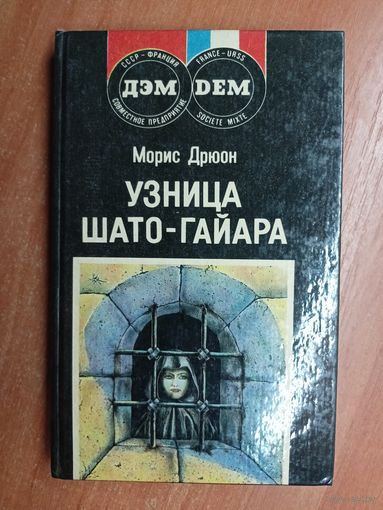 СССР - ФРАНЦИЯ
ДЭМ
СОВМЕСТНОЕ ПРЕДПРИЯТИЕ
FRANCE - URSS
DEM
SOCIETE MIXTE
Морис Дрюон
УЗНИЦА
ШАТО-ГАЙАРА